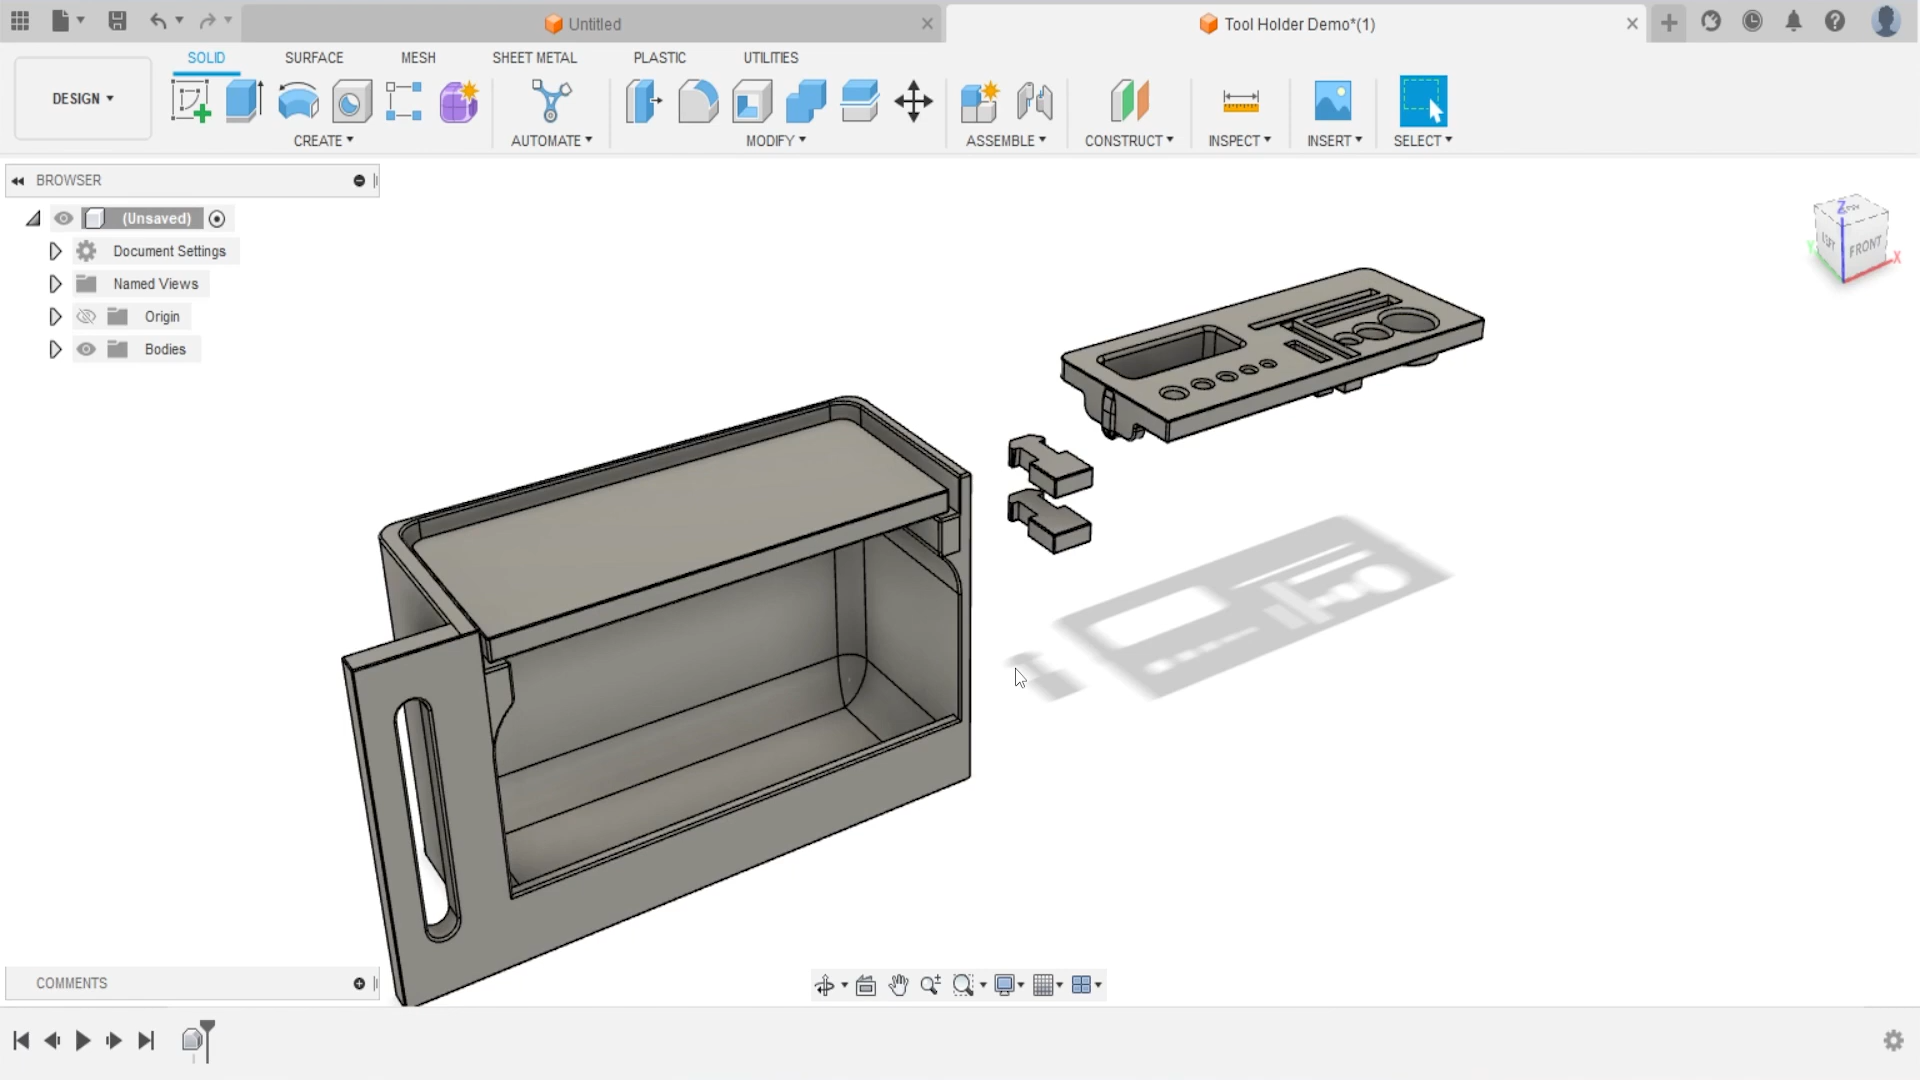 Untitled
Tool Holder Demo*(1)
SOLID
SURFACE
MESH
SHEET METAL
PLASTIC
UTILITIES
DESIGN
CREATE
AUTOMATE
MODIFY
ASSEMBLE
CONSTRUCT
INSPECT
INSERT
SELECT
BROWSER
(Unsaved)
Document Settings
Named Views
Origin
Bodies
Z
LEFT
FRONT
X
COMMENTS